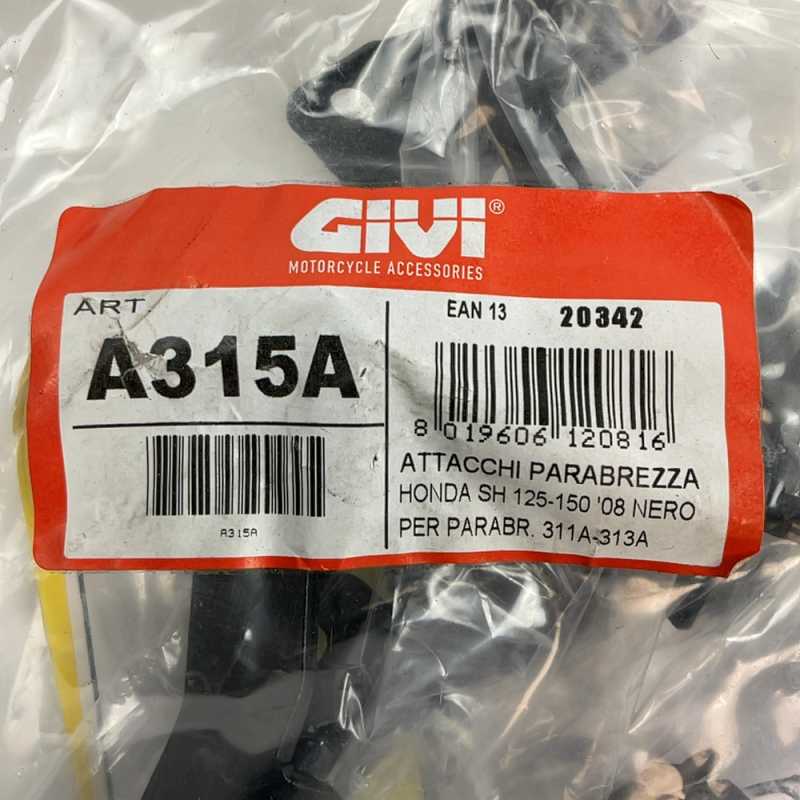 GIVI®
MOTORCYCLE ACCESSORIES
ART.
A315A
A315A
EAN 13 20342
8 019606 120816
ATTACCHI PARABREZZA
HONDA SH 125-150 '08 NERO
PER PARABR. 311A-313A